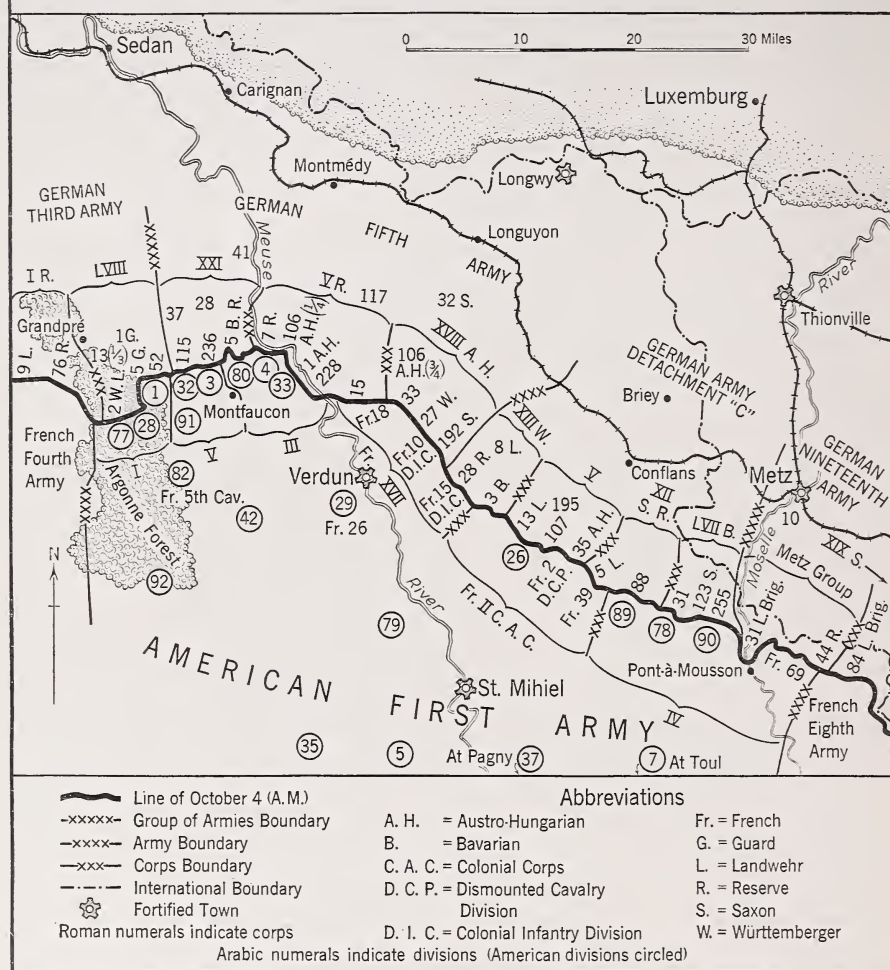 Sedan
0 10 20 30 Miles
Carignan
Luxemburg
Montmédy
Longwy
GERMAN
THIRD ARMY
GERMAN
Meuse
FIFTH
Longuyon
ARMY
River
Thionville
I R.
LVIII
XXI
41
V R.
117
32 S.
XVIII A. H.
Grandpré
9 L.
76 R.
13 (⅓)
2 W. L.
1 G.
5 G.
52
37
115
28
236
5 B. R.
7 R.
106
A.H. (¼)
1 A.H.
228
15
106
A.H. (¾)
33
27 W.
192 S.
GERMAN ARMY
DETACHMENT "C"
Briey
1
32
3
80
4
33
77
28
91
Montfaucon
Fr. 18
Fr. 10
D.I.C.
Fr. 15
D.I.C.
28 R.
8 L.
3 B.
XIII W.
Conflans
Metz
GERMAN
NINETEENTH
ARMY
French
Fourth
Army
I
V
III
82
Fr. 5th Cav.
Verdun
Fr. XVII
29
Fr. 26
42
Argonne Forest
92
N
13 L.
195
107
V
35 A.H.
XII
S. R.
5 L.
LVII B.
10
XIX S.
Moselle
Metz Group
26
Fr. 2
D.C.P.
Fr. 39
88
31
123 S.
255
31 L. Brig.
44 R.
84 L. Brig.
89
78
90
River
Fr. II C. A. C.
79
Pont-à-Mousson
Fr. 69
St. Mihiel
IV
French
Eighth
Army
AMERICAN FIRST ARMY
35
5
At Pagny 37
7 At Toul
Line of October 4 (A.M.)
-XXXXX- Group of Armies Boundary
-XXXX- Army Boundary
-XXX- Corps Boundary
International Boundary
Fortified Town
Roman numerals indicate corps
Abbreviations
A. H. = Austro-Hungarian
B. = Bavarian
C. A. C. = Colonial Corps
D. C. P. = Dismounted Cavalry
Division
D. I. C. = Colonial Infantry Division
Fr. = French
G. = Guard
L. = Landwehr
R. = Reserve
S. = Saxon
W. = Württemberger
Arabic numerals indicate divisions (American divisions circled)